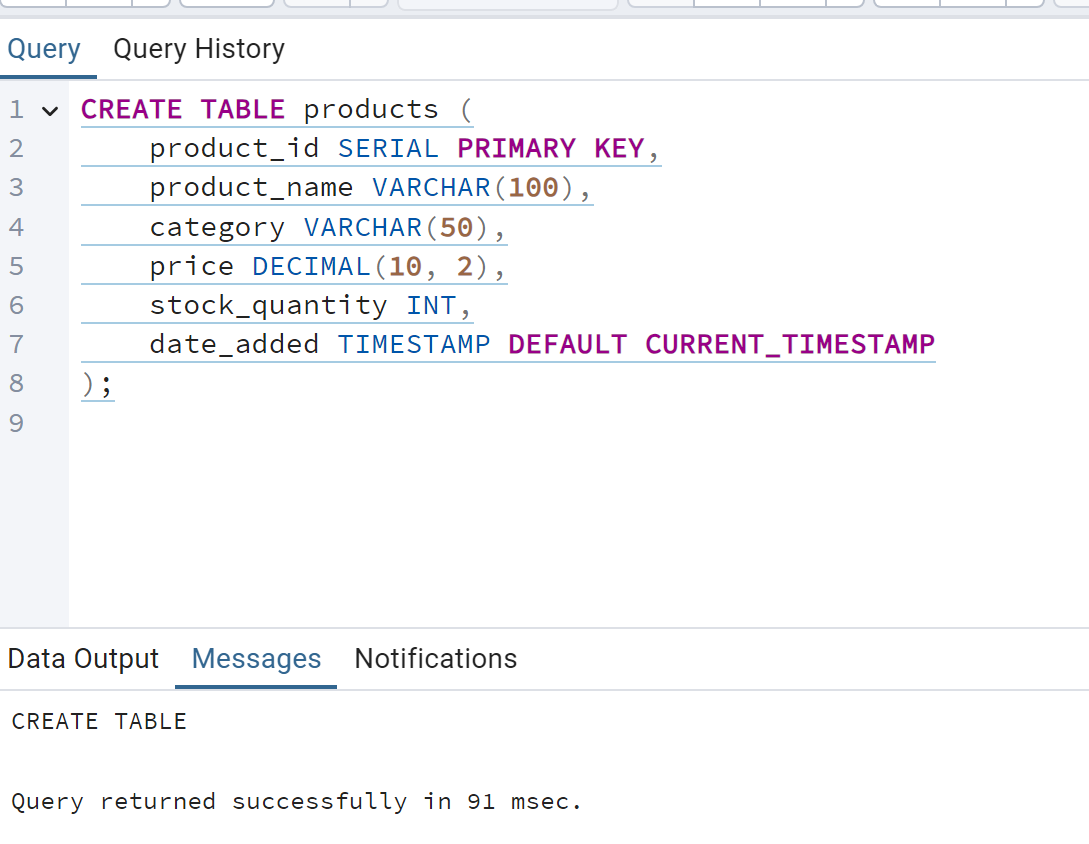 Query Query History
1 CREATE TABLE products (
2     product_id SERIAL PRIMARY KEY,
3     product_name VARCHAR(100),
4     category VARCHAR(50),
5     price DECIMAL(10, 2),
6     stock_quantity INT,
7     date_added TIMESTAMP DEFAULT CURRENT_TIMESTAMP
8 );
9
Data Output Messages Notifications
CREATE TABLE
Query returned successfully in 91 msec.